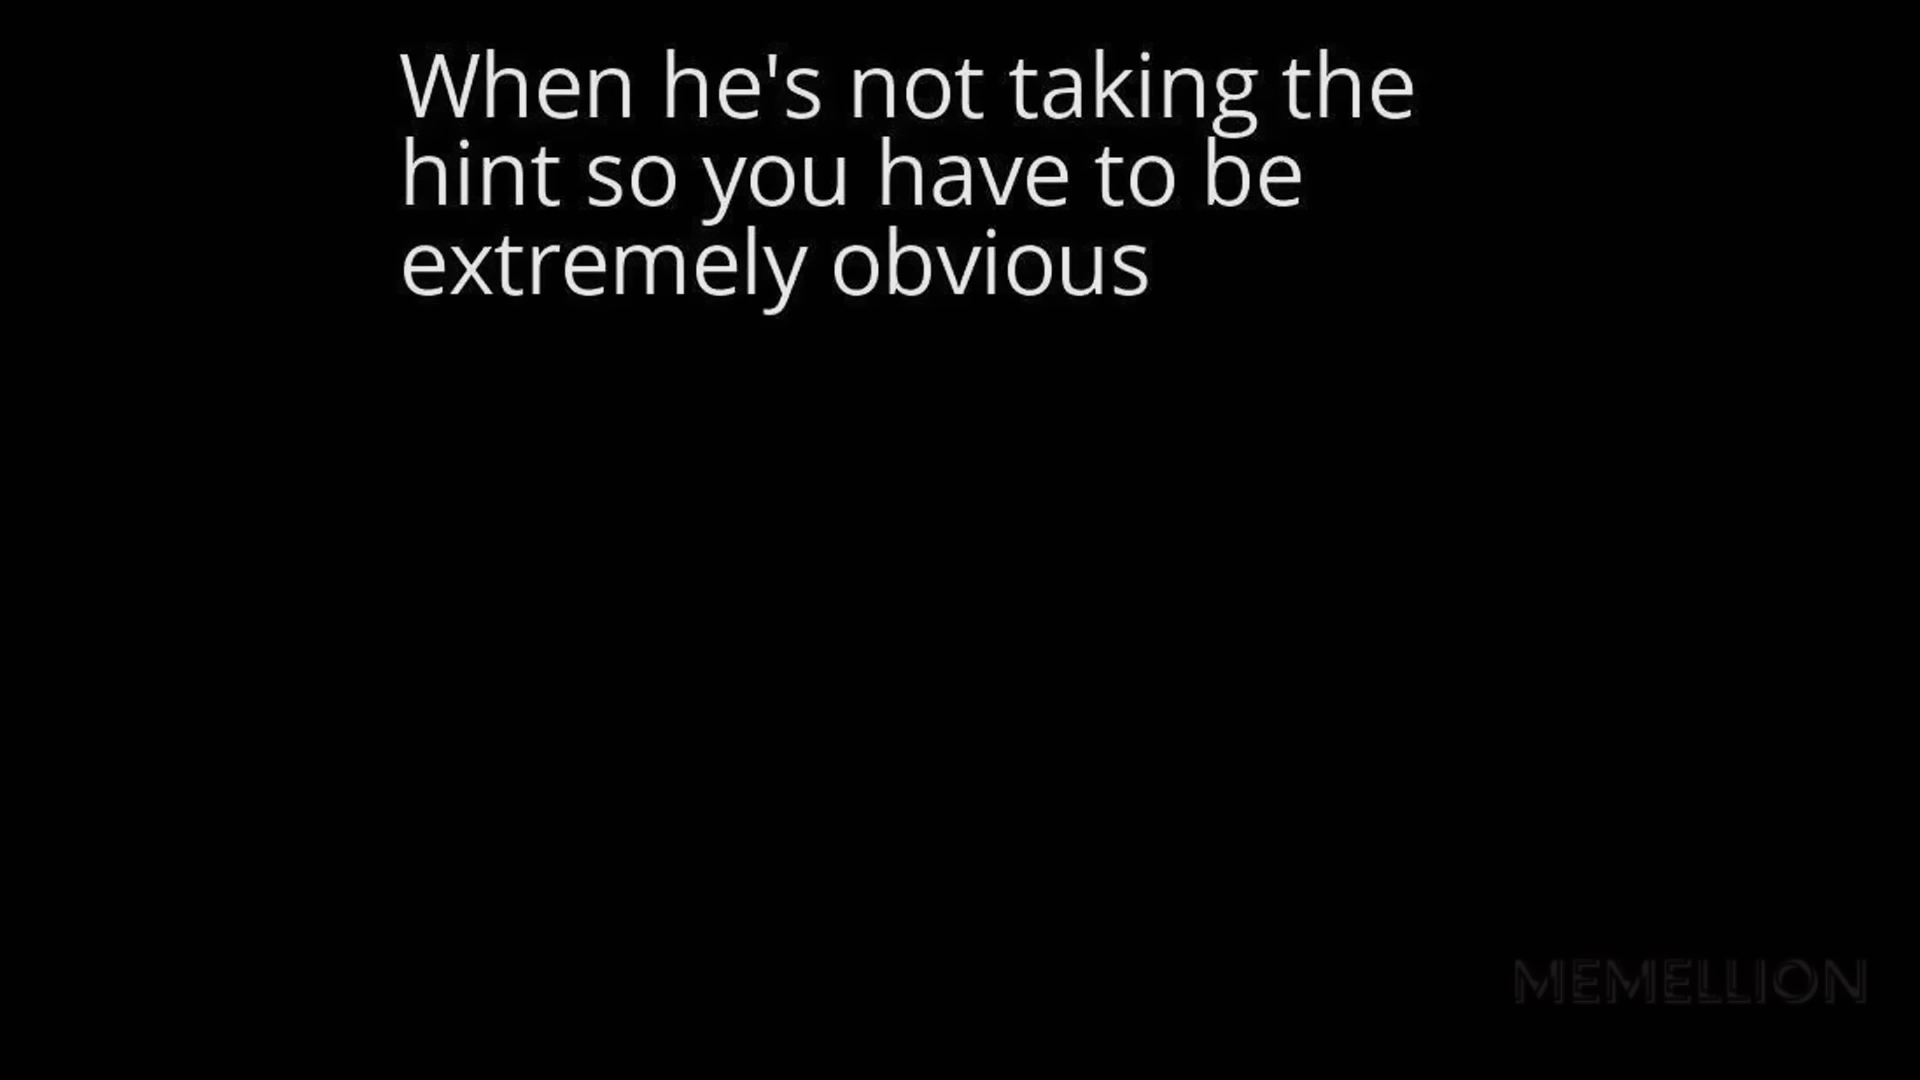 When he's not taking the
hint so you have to be
extremely obvious
MEMELLION